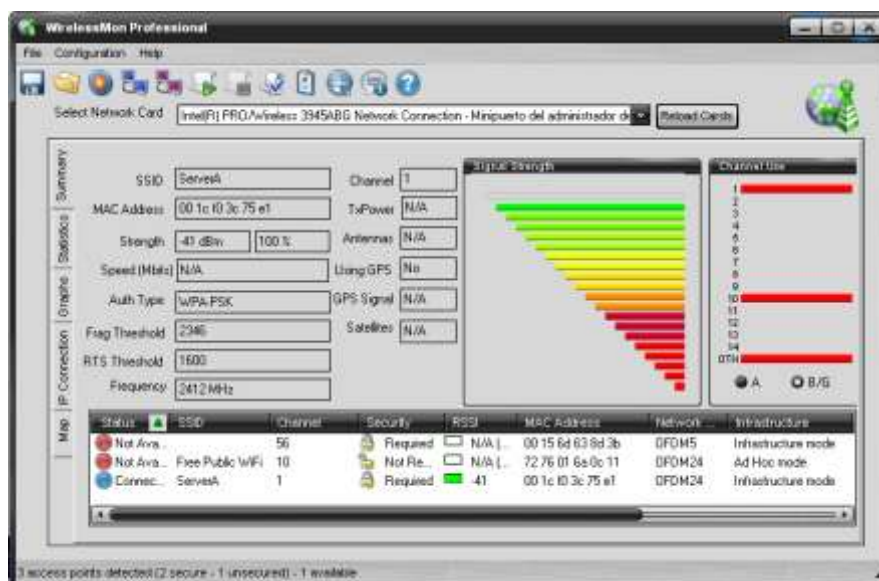 WirelessMon Professional
File Configuration Help
Select Network Card Intel(R) PRO/Wireless 3945ABG Network Connection - Minipuerto del administrador de Reload Cards
Summary
Statistics
Graphs
IP Connection
Map
SSID ServerA
MAC Address 00 1c f0 3c 75 e1
Strength -41 dBm 100 %
Speed (Mbits) N/A
Auth Type WPA-PSK
Frag Threshold 2346
RTS Threshold 1600
Frequency 2412 MHz
Channel 1
TxPower N/A
Antennas N/A
Using GPS No
GPS Signal N/A
Satellites N/A
Signal Strength
Channel Use
1
2
3
4
5
6
7
8
9
10
11
12
13
14
OTH
A B/G
Status SSID Channel Security RSSI MAC Address Network ... Infrastructure
Not Ava... 56 Required N/A (... 00 15 6d 63 8d 3b OFDM5 Infrastructure mode
Not Ava... Free Public WiFi 10 Not Re... N/A (... 72 76 01 6a 0c 11 OFDM24 Ad Hoc mode
Connec... ServerA 1 Required -41 00 1c f0 3c 75 e1 OFDM24 Infrastructure mode
3 access points detected (2 secure - 1 unsecured) - 1 available